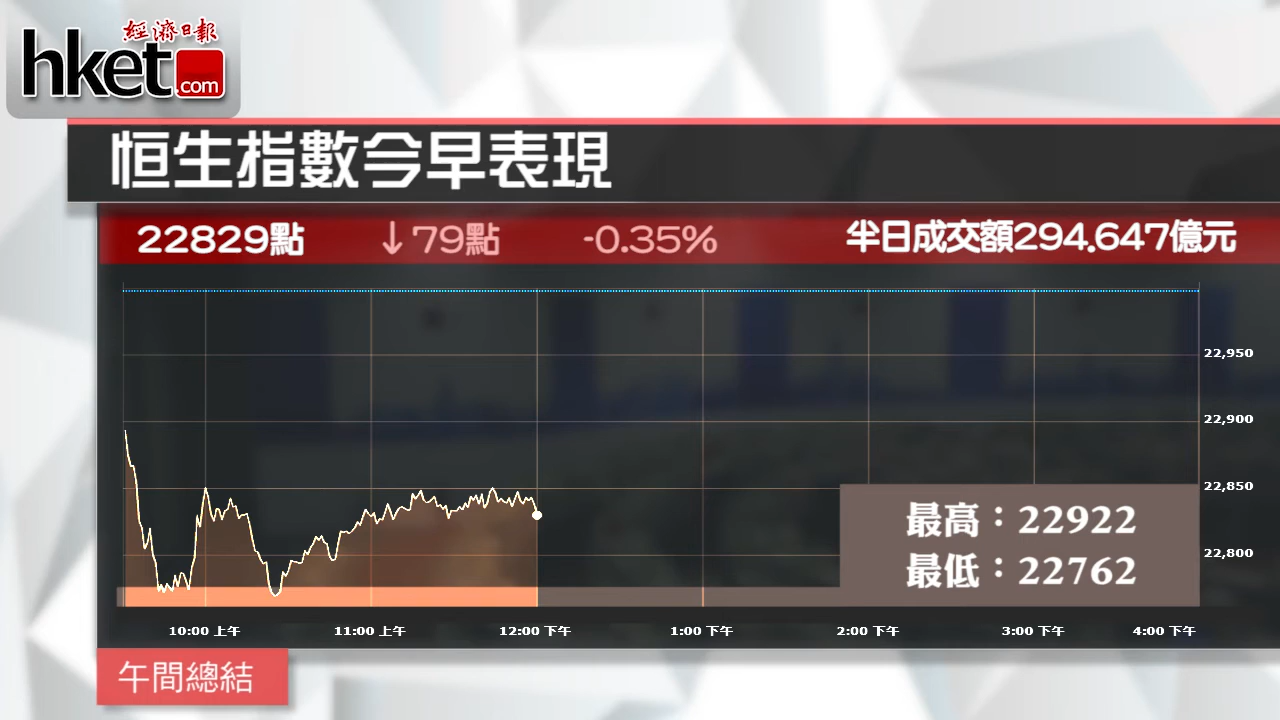 經濟日報
hket.com
恒生指數今早表現
22829點 ↓79點 -0.35% 半日成交額294.647億元
22,950
22,900
22,850
22,800
最高：22922
最低：22762
10:00 上午 11:00 上午 12:00 下午 1:00 下午 2:00 下午 3:00 下午 4:00 下午
午間總結